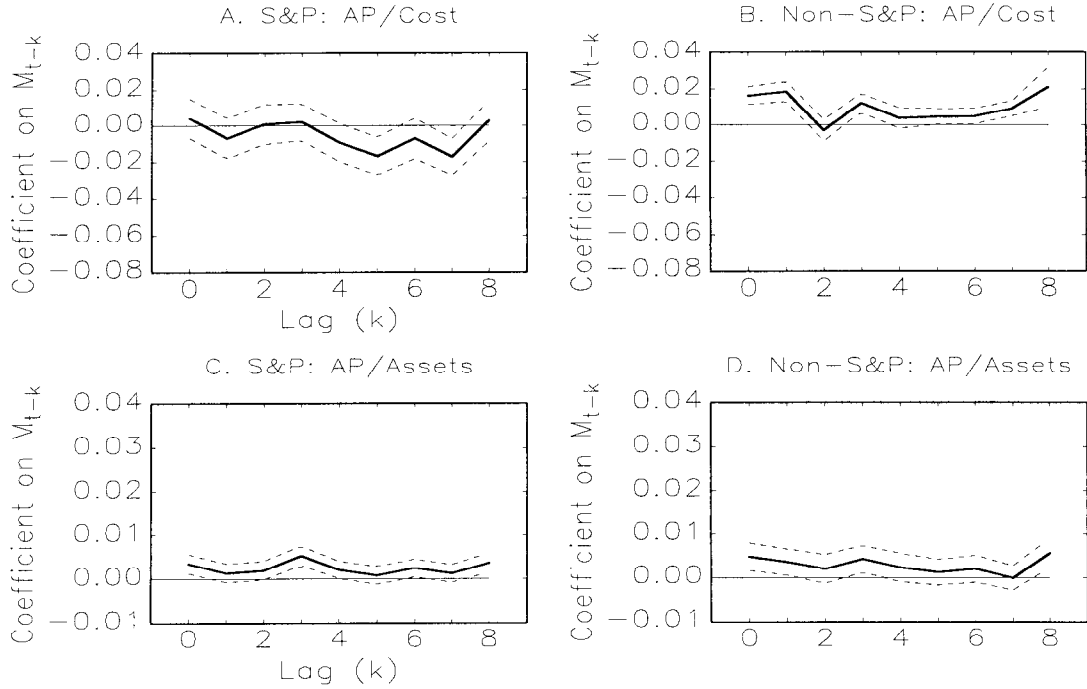 A. S&P: AP/Cost
Coefficient on M_{t-k}
0.04
0.02
0.00
-0.02
-0.04
-0.06
-0.08
0 2 4 6 8
Lag (k)
B. Non-S&P: AP/Cost
Coefficient on M_{t-k}
0.04
0.02
0.00
-0.02
-0.04
-0.06
-0.08
0 2 4 6 8
C. S&P: AP/Assets
Coefficient on M_{t-k}
0.04
0.03
0.02
0.01
0.00
-0.01
0 2 4 6 8
Lag (k)
D. Non-S&P: AP/Assets
Coefficient on M_{t-k}
0.04
0.03
0.02
0.01
0.00
-0.01
0 2 4 6 8